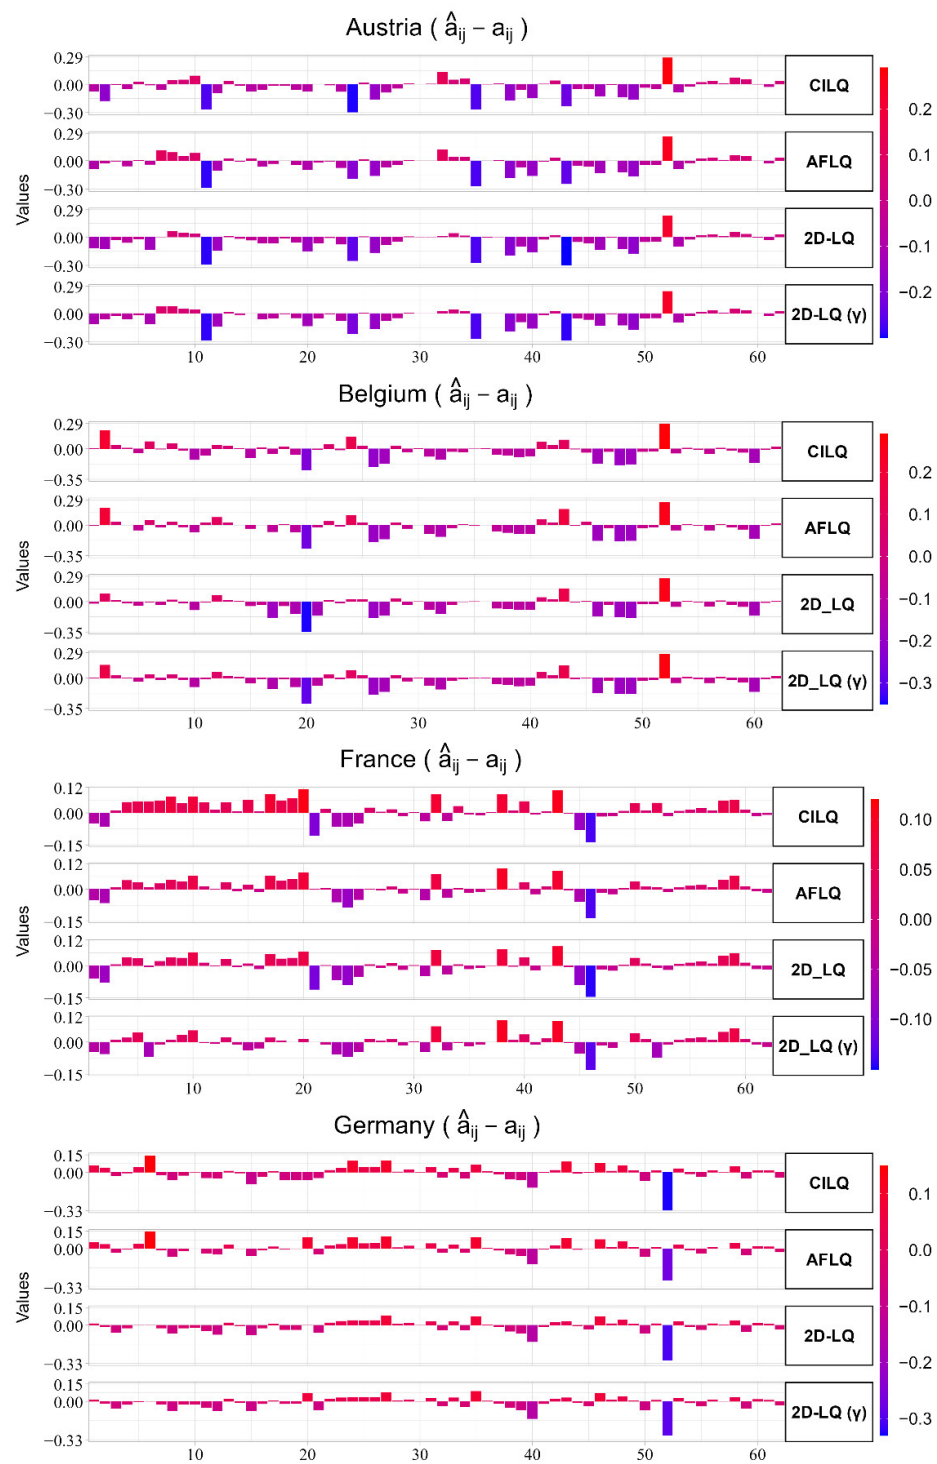 Austria ( âij − aij )
Values
0.29
0.00
−0.30
CILQ
0.29
0.00
−0.30
AFLQ
0.29
0.00
−0.30
2D-LQ
0.29
0.00
−0.30
2D-LQ (γ)
10 20 30 40 50 60
0.2
0.1
0.0
−0.1
−0.2
Belgium ( âij − aij )
Values
0.29
0.00
−0.35
CILQ
0.29
0.00
−0.35
AFLQ
0.29
0.00
−0.35
2D_LQ
0.29
0.00
−0.35
2D_LQ (γ)
10 20 30 40 50 60
0.2
0.1
0.0
−0.1
−0.2
−0.3
France ( âij − aij )
Values
0.12
0.00
−0.15
CILQ
0.12
0.00
−0.15
AFLQ
0.12
0.00
−0.15
2D_LQ
0.12
0.00
−0.15
2D_LQ (γ)
10 20 30 40 50 60
0.10
0.05
0.00
−0.05
−0.10
Germany ( âij − aij )
Values
0.15
0.00
−0.33
CILQ
0.15
0.00
−0.33
AFLQ
0.15
0.00
−0.33
2D-LQ
0.15
0.00
−0.33
2D-LQ (γ)
10 20 30 40 50 60
0.1
0.0
−0.1
−0.2
−0.3